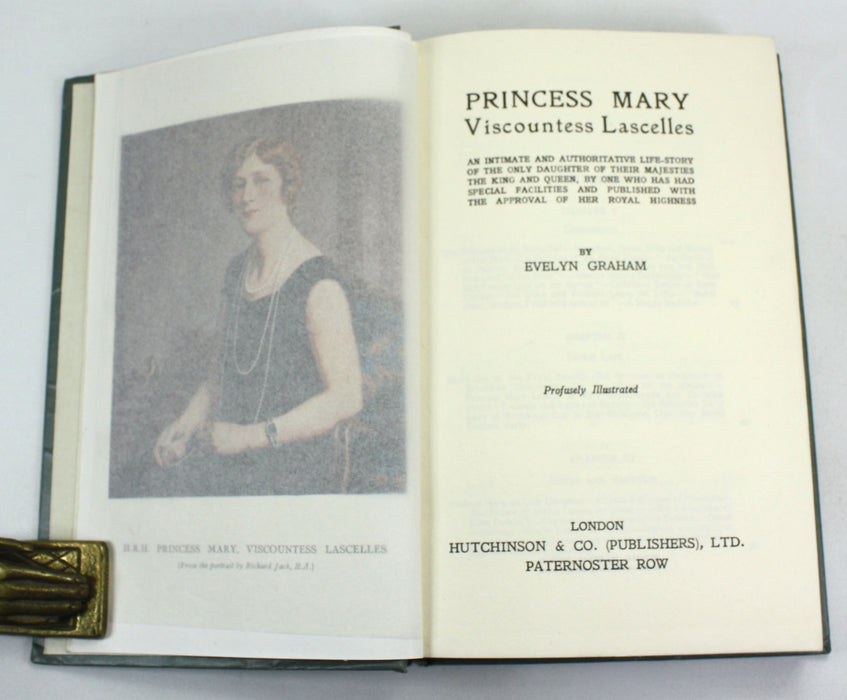 H.R.H. PRINCESS MARY, VISCOUNTESS LASCELLES
(From the portrait by Richard Jack, R.A.)
PRINCESS MARY
Viscountess Lascelles
AN INTIMATE AND AUTHORITATIVE LIFE-STORY
OF THE ONLY DAUGHTER OF THEIR MAJESTIES
THE KING AND QUEEN, BY ONE WHO HAS HAD
SPECIAL FACILITIES AND PUBLISHED WITH
THE APPROVAL OF HER ROYAL HIGHNESS
BY
EVELYN GRAHAM
Profusely Illustrated
LONDON
HUTCHINSON & CO. (PUBLISHERS), LTD.
PATERNOSTER ROW